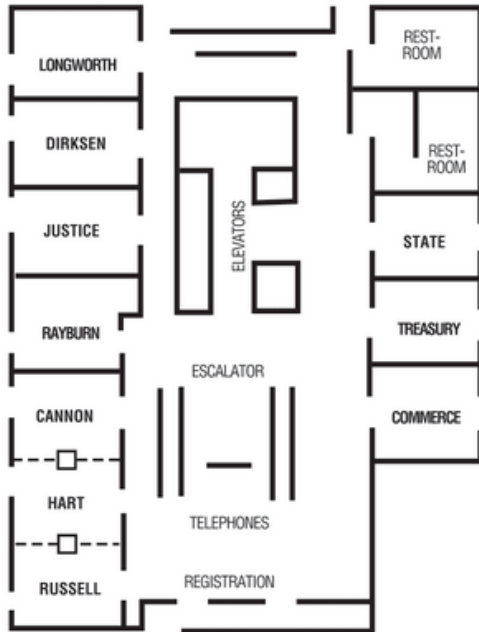 REST-
ROOM
LONGWORTH
DIRKSEN
REST-
ROOM
JUSTICE
STATE
ELEVATORS
RAYBURN
TREASURY
ESCALATOR
CANNON
COMMERCE
HART
TELEPHONES
REGISTRATION
RUSSELL